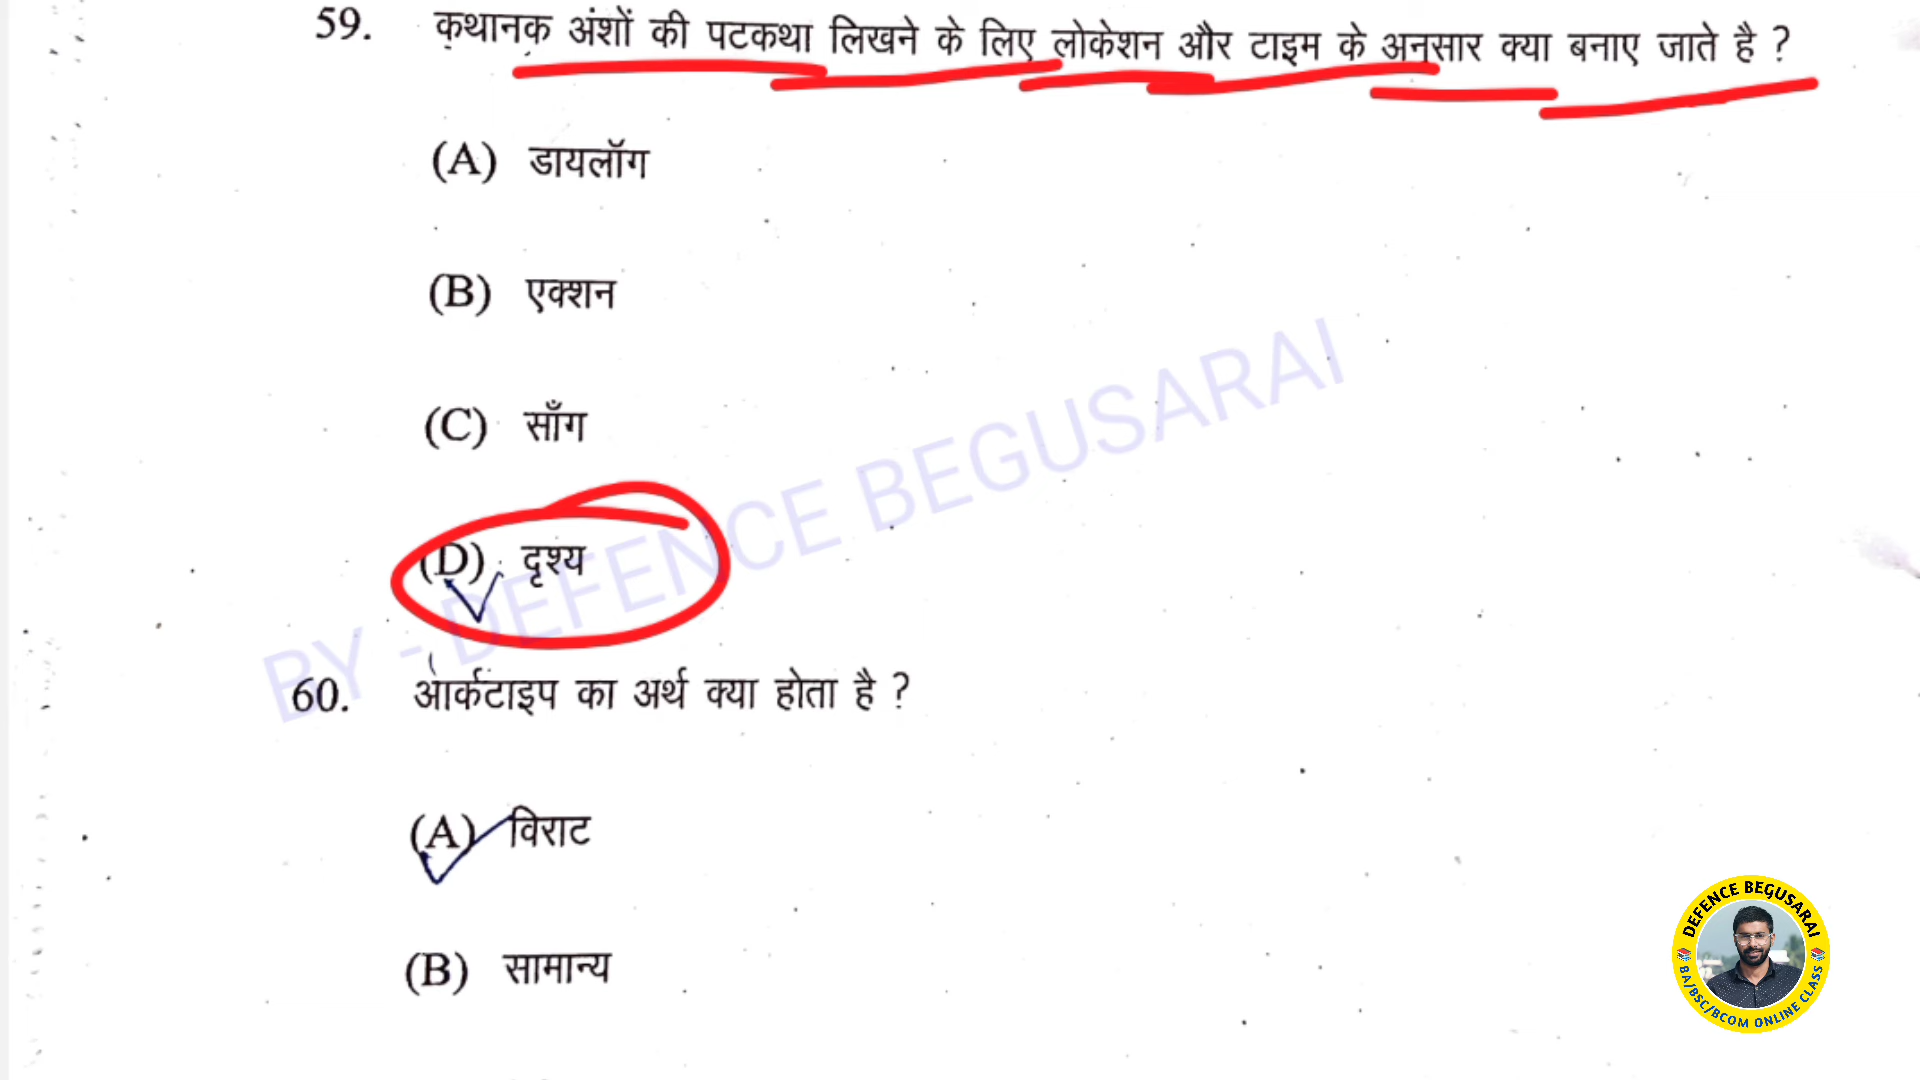 59. कथानक अंशों की पटकथा लिखने के लिए लोकेशन और टाइम के अनुसार क्या बनाए जाते है ?
(A) डायलॉग
(B) एक्शन
(C) साँग
(D) दृश्य
60. आर्कटाइप का अर्थ क्या होता है ?
(A) विराट
(B) सामान्य
BY - DEFENCE BEGUSARAI
DEFENCE BEGUSARAI
BA/BSC/BCOM ONLINE CLASS